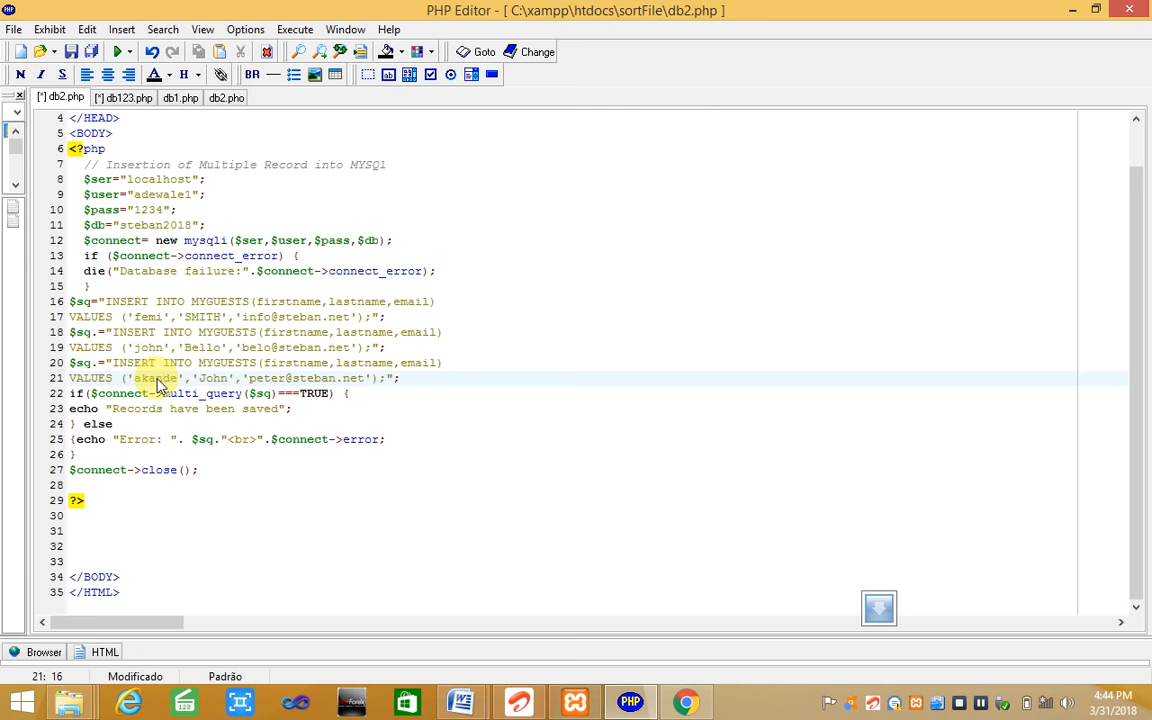 PHP Editor - [ C:\xampp\htdocs\sortFile\db2.php ]
File Exhibit Edit Insert Search View Options Execute Window Help
Goto Change
N I S A H BR
[*] db2.php [*] db123.php db1.php db2.pho
4 </HEAD>
5 <BODY>
6 <?php
7 // Insertion of Multiple Record into MYSQl
8 $ser="localhost";
9 $user="adewale1";
10 $pass="1234";
11 $db="steban2018";
12 $connect= new mysqli($ser,$user,$pass,$db);
13 if ($connect->connect_error) {
14 die("Database failure:".$connect->connect_error);
15 }
16 $sq="INSERT INTO MYGUESTS(firstname,lastname,email)
17 VALUES ('femi','SMITH','info@steban.net');";
18 $sq.="INSERT INTO MYGUESTS(firstname,lastname,email)
19 VALUES ('john','Bello','belo@steban.net');";
20 $sq.="INSERT INTO MYGUESTS(firstname,lastname,email)
21 VALUES ('akande','John','peter@steban.net');";
22 if($connect->multi_query($sq)===TRUE) {
23 echo "Records have been saved";
24 } else
25 {echo "Error: ". $sq."<br>".$connect->error;
26 }
27 $connect->close();
28
29 ?>
30
31
32
33
34 </BODY>
35 </HTML>
Browser HTML
21: 16 Modificado Padrão
123 Forex PHP
4:44 PM
3/31/2018